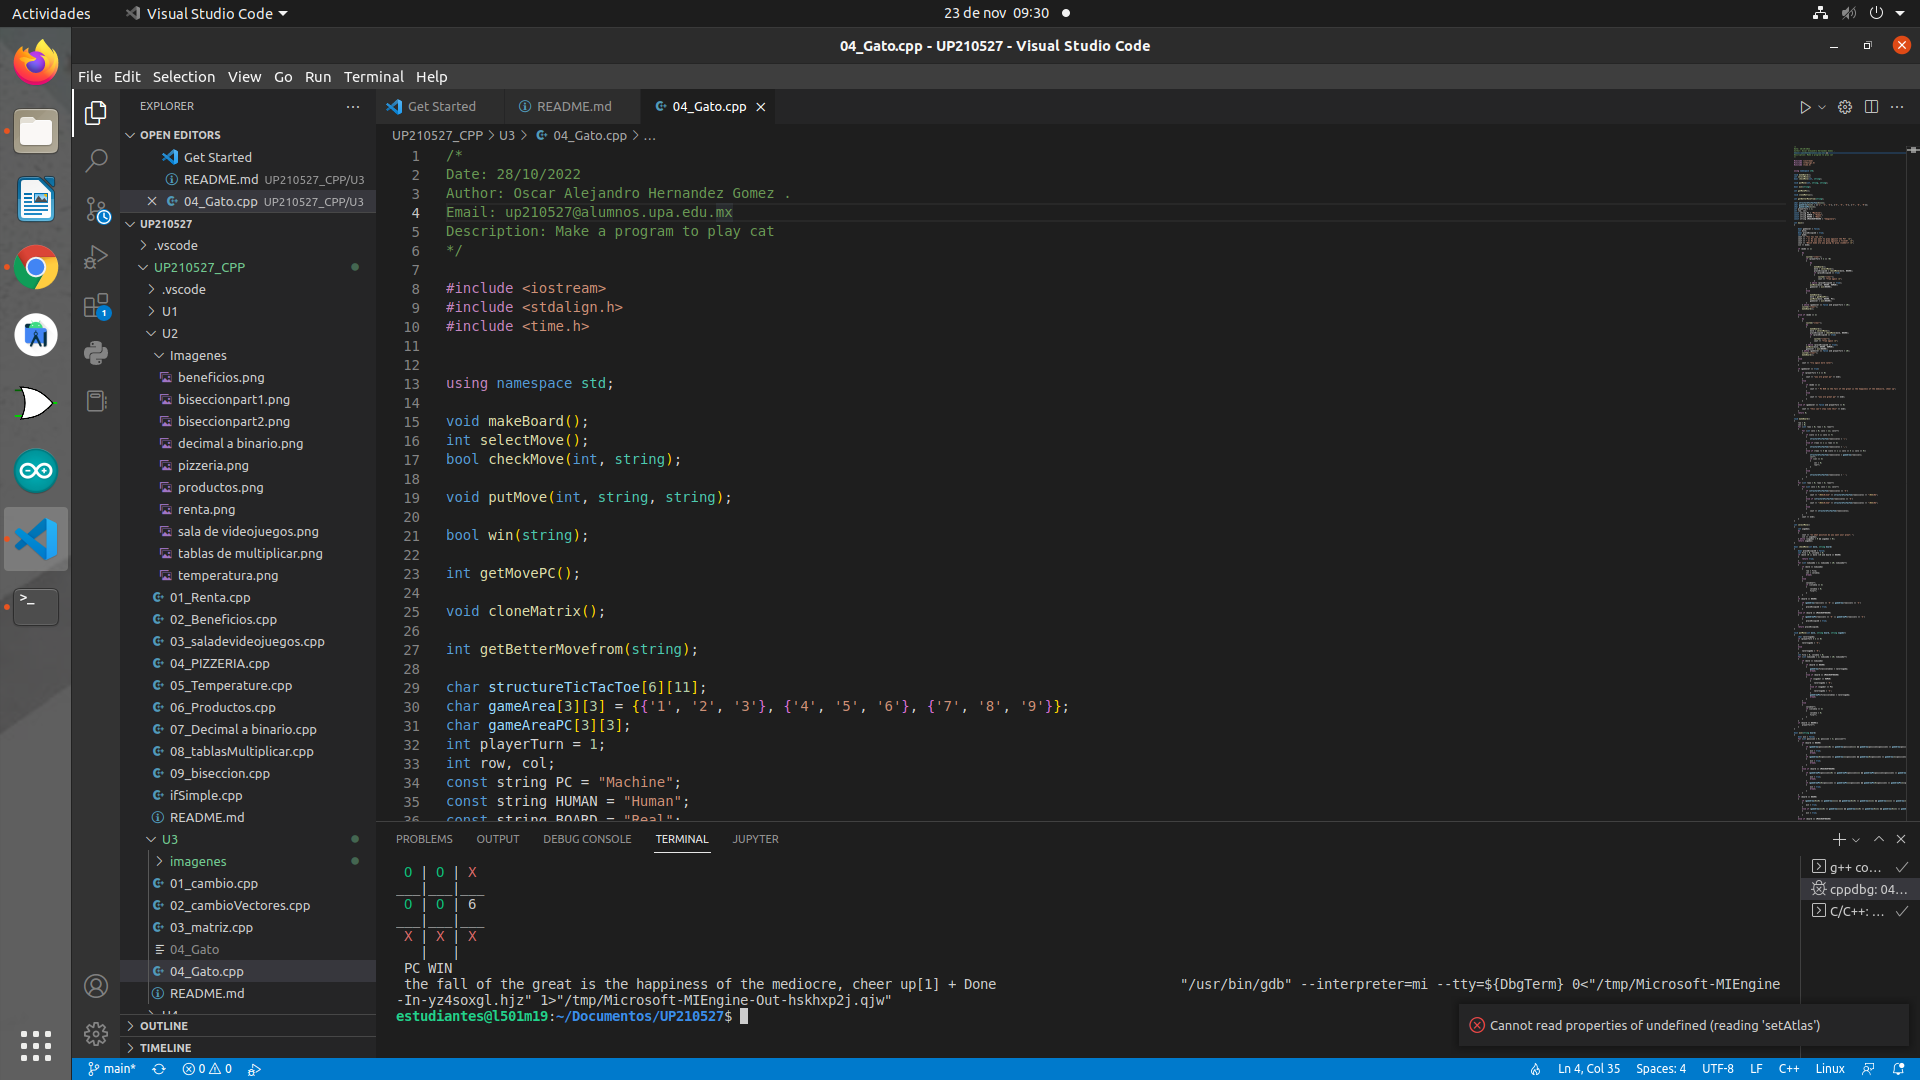 Actividades
Visual Studio Code
23 de nov 09:30
04_Gato.cpp - UP210527 - Visual Studio Code
File Edit Selection View Go Run Terminal Help
EXPLORER
OPEN EDITORS
Get Started
README.md UP210527_CPP/U3
04_Gato.cpp UP210527_CPP/U3
UP210527
.vscode
UP210527_CPP
.vscode
U1
U2
Imagenes
beneficios.png
biseccionpart1.png
biseccionpart2.png
decimal a binario.png
pizzeria.png
productos.png
renta.png
sala de videojuegos.png
tablas de multiplicar.png
temperatura.png
01_Renta.cpp
02_Beneficios.cpp
03_saladevideojuegos.cpp
04_PIZZERIA.cpp
05_Temperature.cpp
06_Productos.cpp
07_Decimal a binario.cpp
08_tablasMultiplicar.cpp
09_biseccion.cpp
ifSimple.cpp
README.md
U3
imagenes
01_cambio.cpp
02_cambioVectores.cpp
03_matriz.cpp
04_Gato
04_Gato.cpp
README.md
OUTLINE
TIMELINE
1
Get Started README.md 04_Gato.cpp
UP210527_CPP > U3 > 04_Gato.cpp > ...
1 /*
2 Date: 28/10/2022
3 Author: Oscar Alejandro Hernandez Gomez .
4 Email: up210527@alumnos.upa.edu.mx
5 Description: Make a program to play cat
6 */
7
8 #include <iostream>
9 #include <stdalign.h>
10 #include <time.h>
11
12
13 using namespace std;
14
15 void makeBoard();
16 int selectMove();
17 bool checkMove(int, string);
18
19 void putMove(int, string, string);
20
21 bool win(string);
22
23 int getMovePC();
24
25 void cloneMatrix();
26
27 int getBetterMovefrom(string);
28
29 char structureTicTacToe[6][11];
30 char gameArea[3][3] = {{'1', '2', '3'}, {'4', '5', '6'}, {'7', '8', '9'}};
31 char gameAreaPC[3][3];
32 int playerTurn = 1;
33 int row, col;
34 const string PC = "Machine";
35 const string HUMAN = "Human";
36 const string BOARD = "Real";
PROBLEMS OUTPUT DEBUG CONSOLE TERMINAL JUPYTER
 O | O | X
___|___|___
 O | O | 6
___|___|___
 X | X | X
   |   |
PC WIN
the fall of the great is the happiness of the mediocre, cheer up[1] + Done "/usr/bin/gdb" --interpreter=mi --tty=${DbgTerm} 0<"/tmp/Microsoft-MIEngine
-In-yz4soxgl.hjz" 1>"/tmp/Microsoft-MIEngine-Out-hskhxp2j.qjw"
estudiantes@l501m19:~/Documentos/UP210527$
g++ co...
cppdbg: 04...
C/C++: ...
Cannot read properties of undefined (reading 'setAtlas')
main* 0 0
Ln 4, Col 35 Spaces: 4 UTF-8 LF C++ Linux